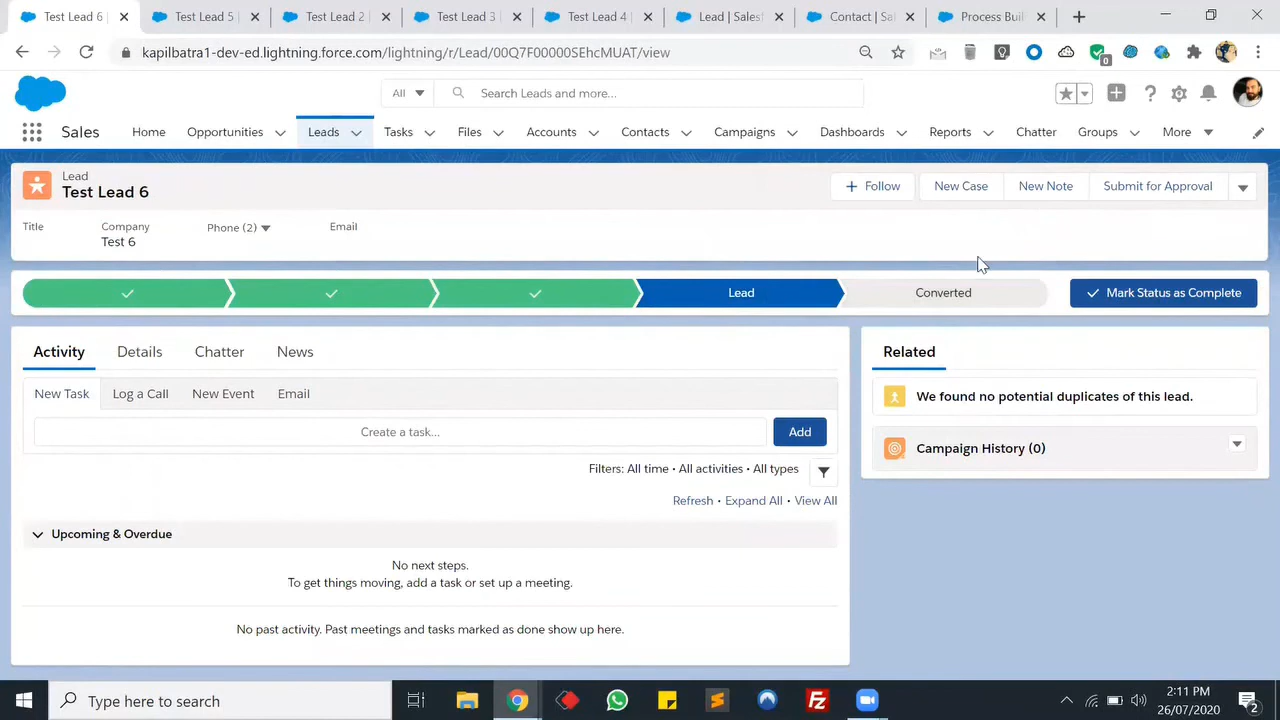 Test Lead 6
Test Lead 5
Test Lead 2
Test Lead 3
Test Lead 4
Lead | Salesf
Contact | Sal
Process Buil
kapilbatra1-dev-ed.lightning.force.com/lightning/r/Lead/00Q7F00000SEhcMUAT/view
0
All
Search Leads and more...
Sales
Home
Opportunities
Leads
Tasks
Files
Accounts
Contacts
Campaigns
Dashboards
Reports
Chatter
Groups
More
Lead
Test Lead 6
Follow
New Case
New Note
Submit for Approval
Title
Company
Phone (2)
Email
Test 6
Lead
Converted
Mark Status as Complete
Activity
Details
Chatter
News
New Task
Log a Call
New Event
Email
Create a task...
Add
Filters: All time • All activities • All types
Refresh • Expand All • View All
Upcoming & Overdue
No next steps.
To get things moving, add a task or set up a meeting.
No past activity. Past meetings and tasks marked as done show up here.
Related
We found no potential duplicates of this lead.
Campaign History (0)
Type here to search
2:11 PM
26/07/2020
2